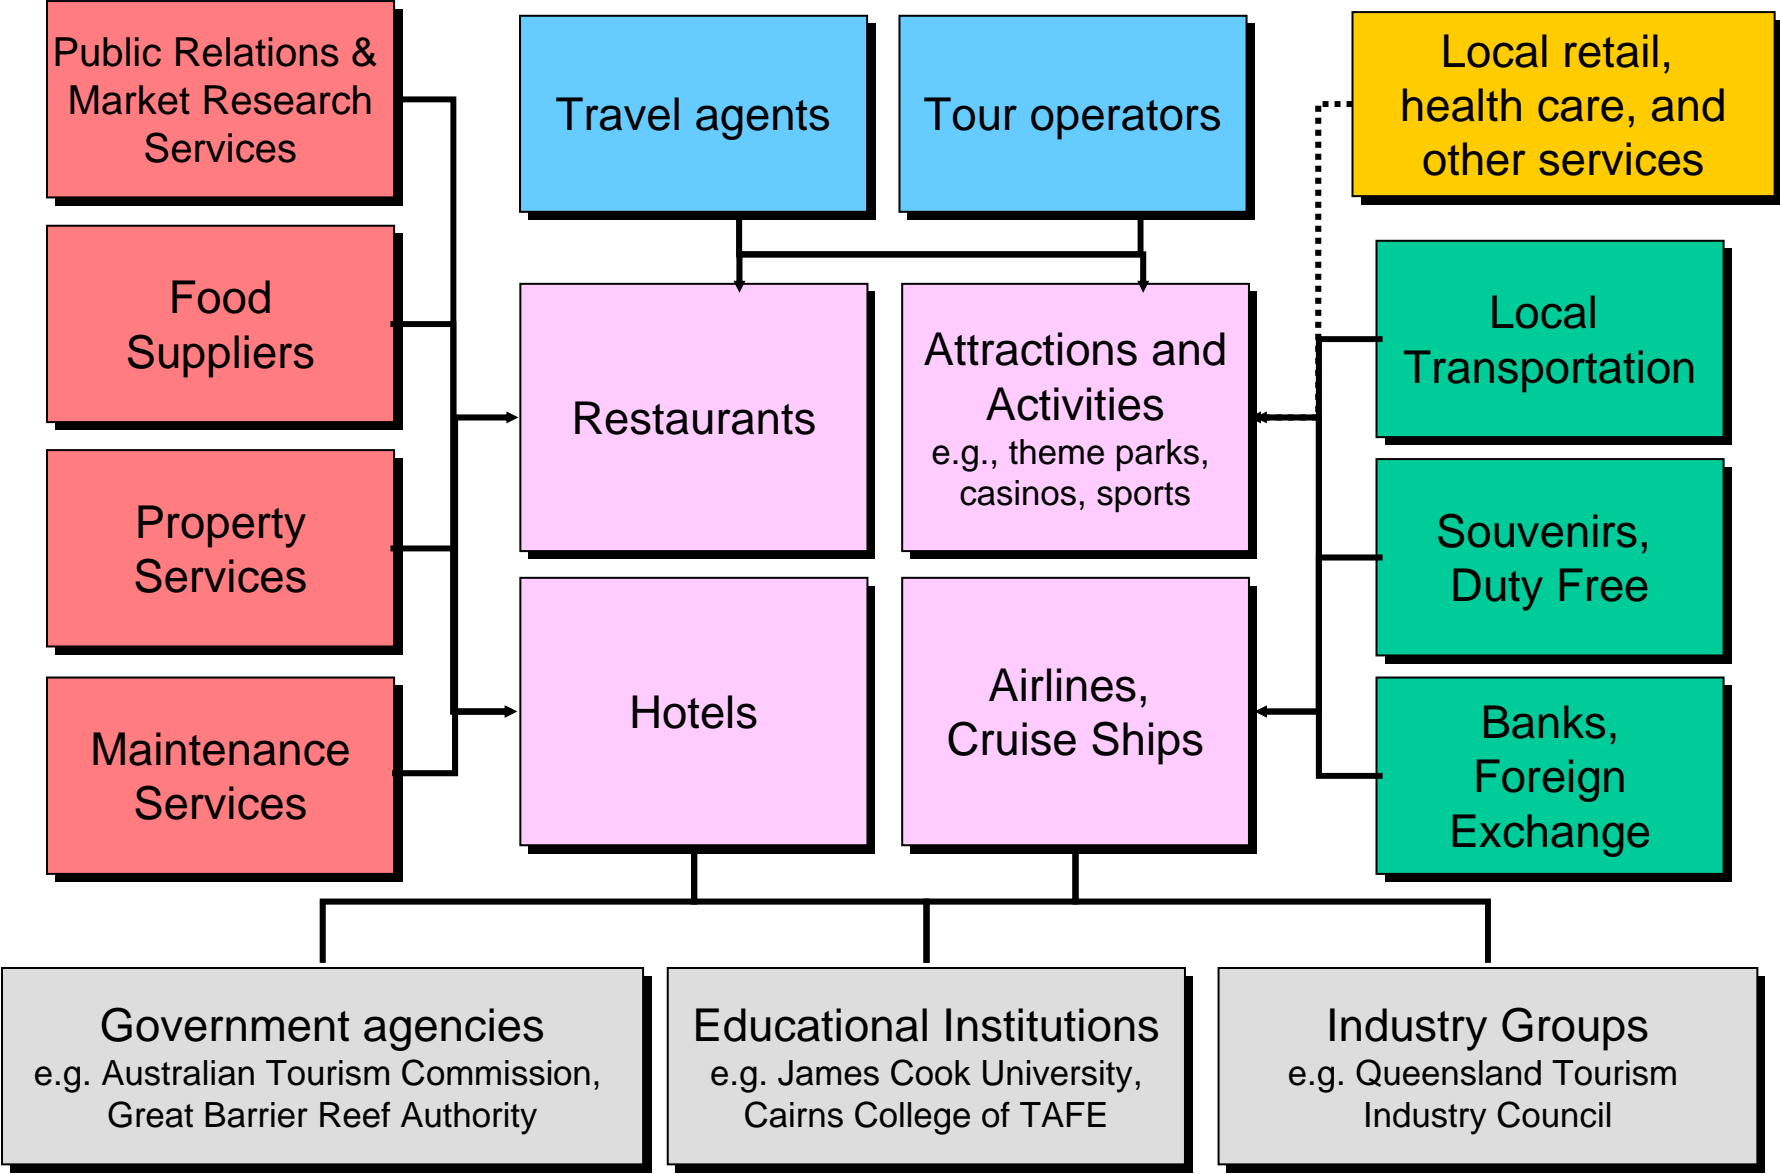 Public Relations &
Market Research
Services
Travel agents
Tour operators
Local retail,
health care, and
other services
Food
Suppliers
Restaurants
Attractions and
Activities
e.g., theme parks,
casinos, sports
Local
Transportation
Property
Services
Souvenirs,
Duty Free
Maintenance
Services
Hotels
Airlines,
Cruise Ships
Banks,
Foreign
Exchange
Government agencies
e.g. Australian Tourism Commission,
Great Barrier Reef Authority
Educational Institutions
e.g. James Cook University,
Cairns College of TAFE
Industry Groups
e.g. Queensland Tourism
Industry Council